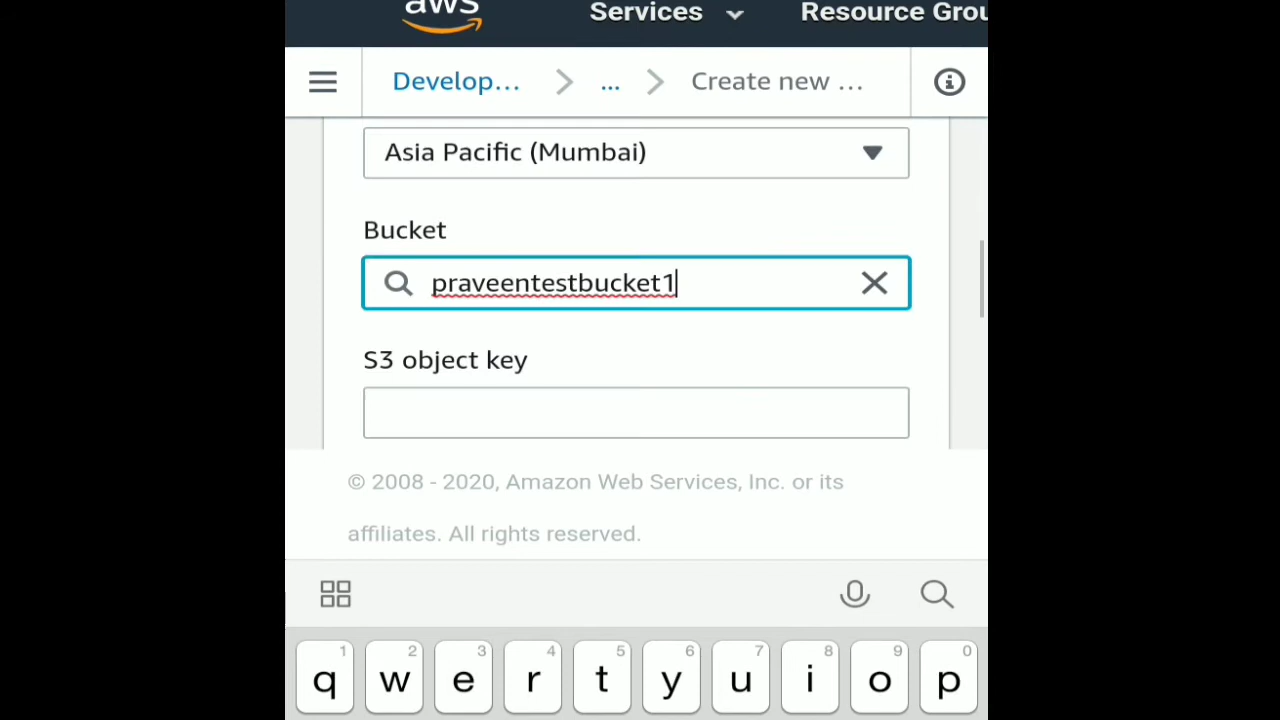 aws Services Resource Grou
Develop... ... Create new ...
Asia Pacific (Mumbai)
Bucket
praveentestbucket1
S3 object key
© 2008 - 2020, Amazon Web Services, Inc. or its
affiliates. All rights reserved.
1 2 3 4 5 6 7 8 9 0
q w e r t y u i o p